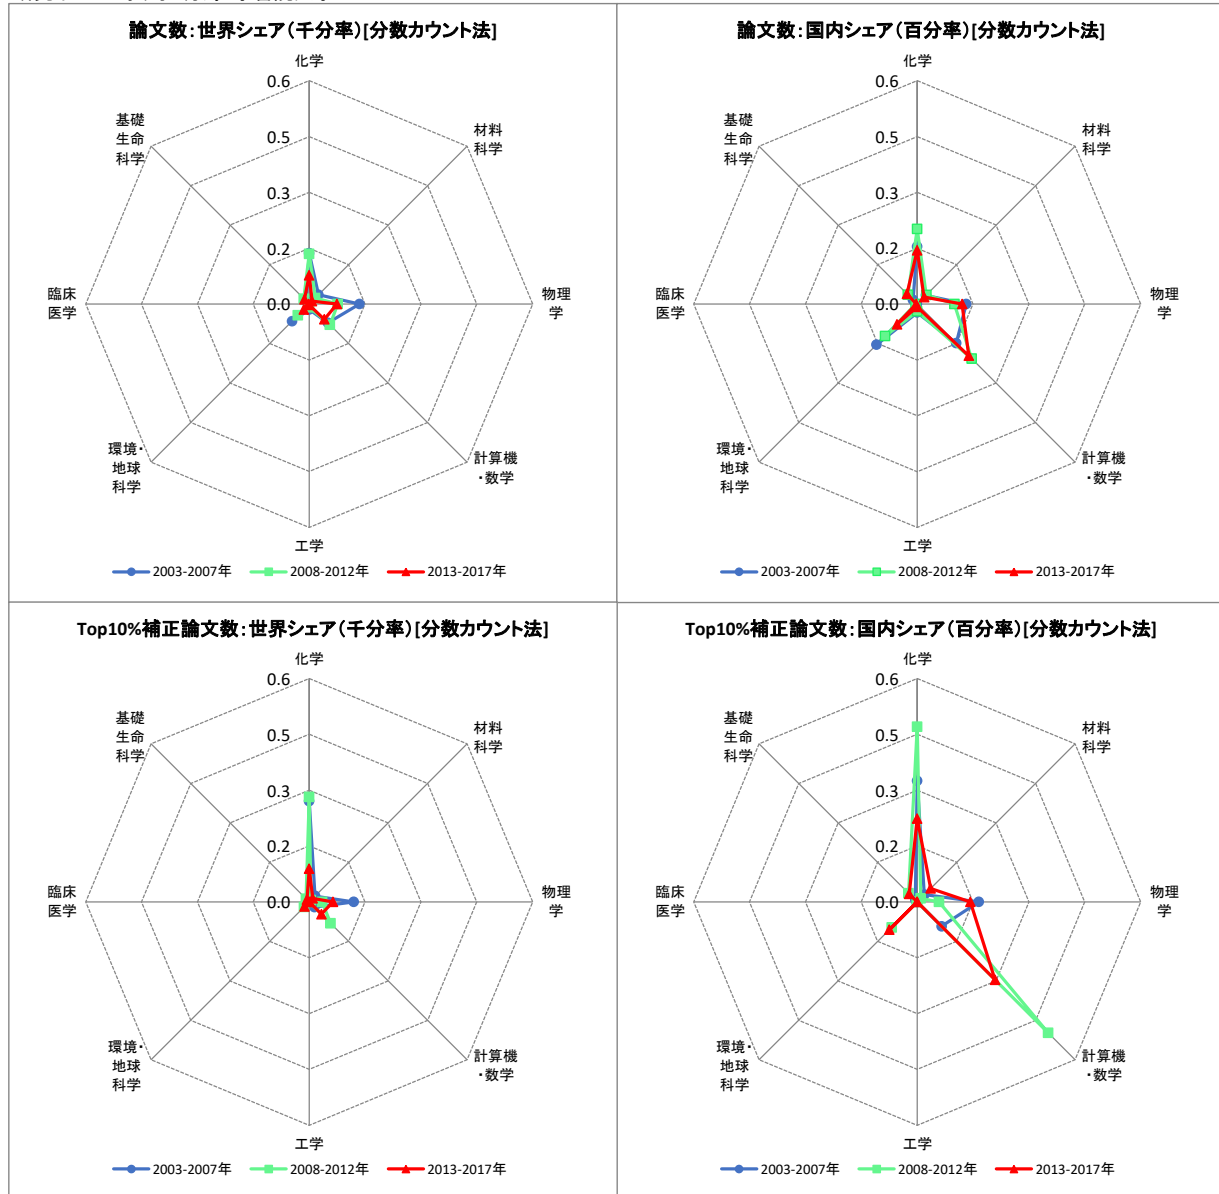 論文数：世界シェア（千分率）[分数カウント法]
化学
0.6
0.5
0.3
0.2
0.0
材料
科学
物理
学
計算機
・数学
工学
環境・
地球
科学
臨床
医学
基礎
生命
科学
2003-2007年 2008-2012年 2013-2017年
論文数：国内シェア（百分率）[分数カウント法]
化学
0.6
0.5
0.3
0.2
0.0
材料
科学
物理
学
計算機
・数学
工学
環境・
地球
科学
臨床
医学
基礎
生命
科学
2003-2007年 2008-2012年 2013-2017年
Top10%補正論文数：世界シェア（千分率）[分数カウント法]
化学
0.6
0.5
0.3
0.2
0.0
材料
科学
物理
学
計算機
・数学
工学
環境・
地球
科学
臨床
医学
基礎
生命
科学
2003-2007年 2008-2012年 2013-2017年
Top10%補正論文数：国内シェア（百分率）[分数カウント法]
化学
0.6
0.5
0.3
0.2
0.0
材料
科学
物理
学
計算機
・数学
工学
環境・
地球
科学
臨床
医学
基礎
生命
科学
2003-2007年 2008-2012年 2013-2017年